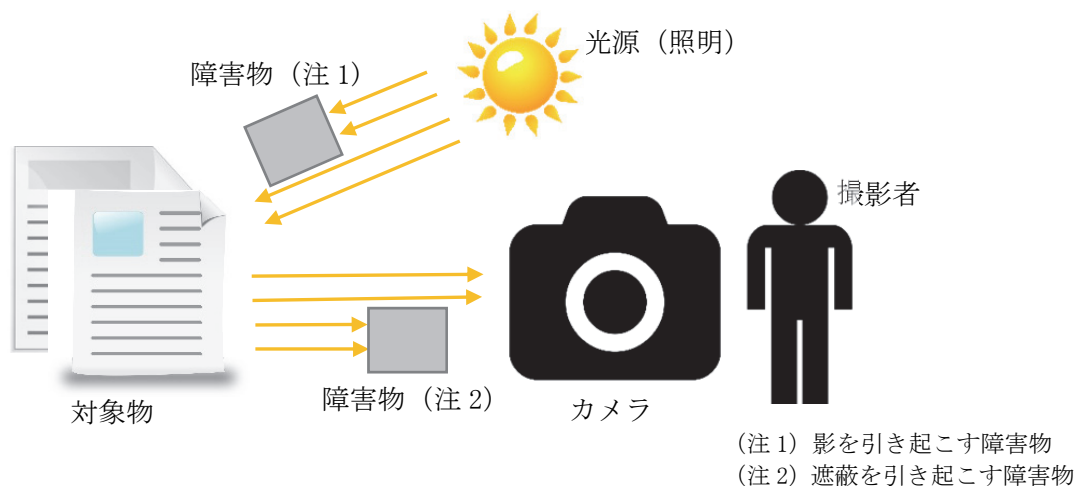 光源（照明）
障害物（注 1）
撮影者
障害物（注 2）
対象物
カメラ
（注 1）影を引き起こす障害物
（注 2）遮蔽を引き起こす障害物